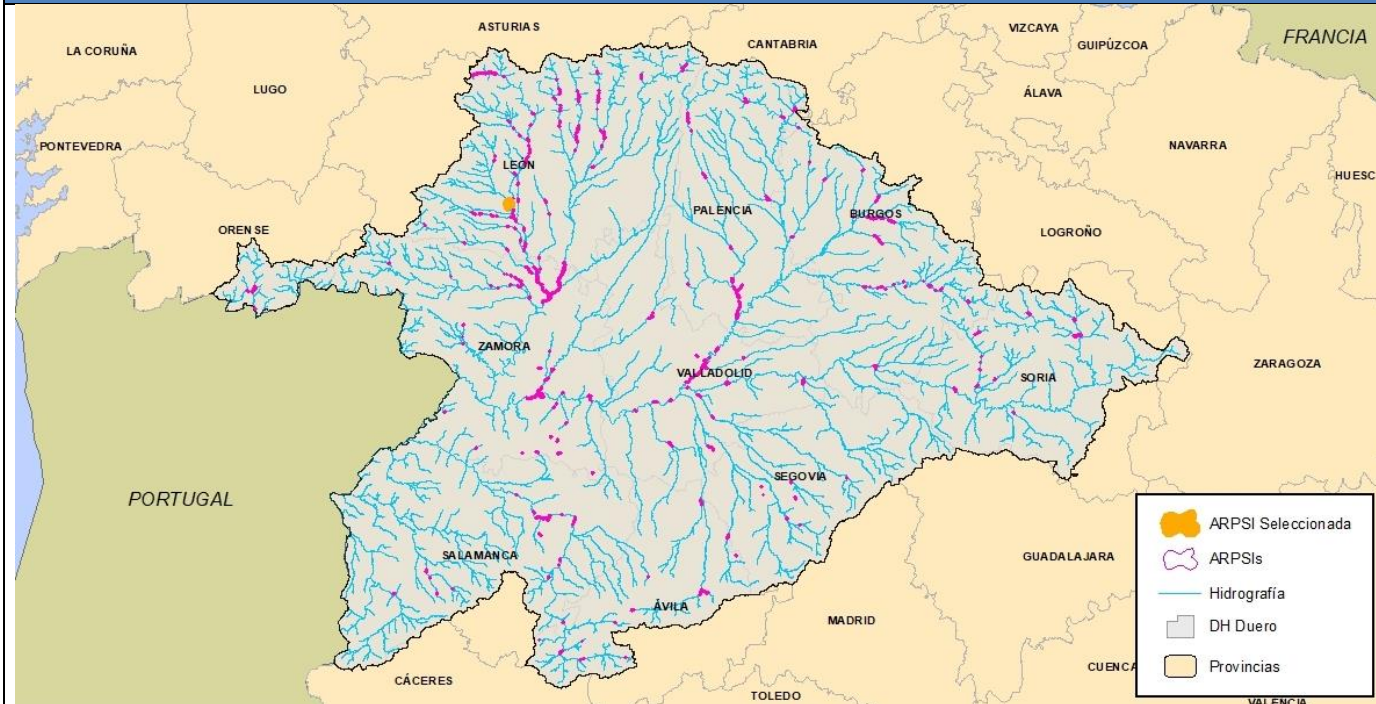 ASTURIAS
VIZCAYA
LA CORUÑA
CANTABRIA
GUIPÚZCOA
FRANCIA
LUGO
ÁLAVA
PONTEVEDRA
NAVARRA
LEÓN
HUESC
PALENCIA
BURGOS
ORENSE
LOGROÑO
ZAMORA
ZARAGOZA
VALLADOLID
SORIA
SEGOVIA
PORTUGAL
SALAMANCA
GUADALAJARA
ÁVILA
MADRID
CÁCERES
CUENCA
TOLEDO
VALENCIA
ARPSI Seleccionada
ARPSIs
Hidrografía
DH Duero
Provincias